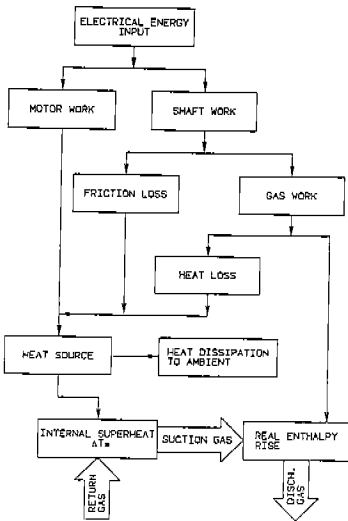 ELECTRICAL ENERGY
INPUT
MOTOR WORK
SHAFT WORK
FRICTION LOSS
GAS WORK
HEAT LOSS
HEAT SOURCE
HEAT DISSIPATION
TO AMBIENT
INTERNAL SUPERHEAT
ΔT
SUCTION GAS
REAL ENTHALPY
RISE
RETURN
GAS
DISCH.
GAS